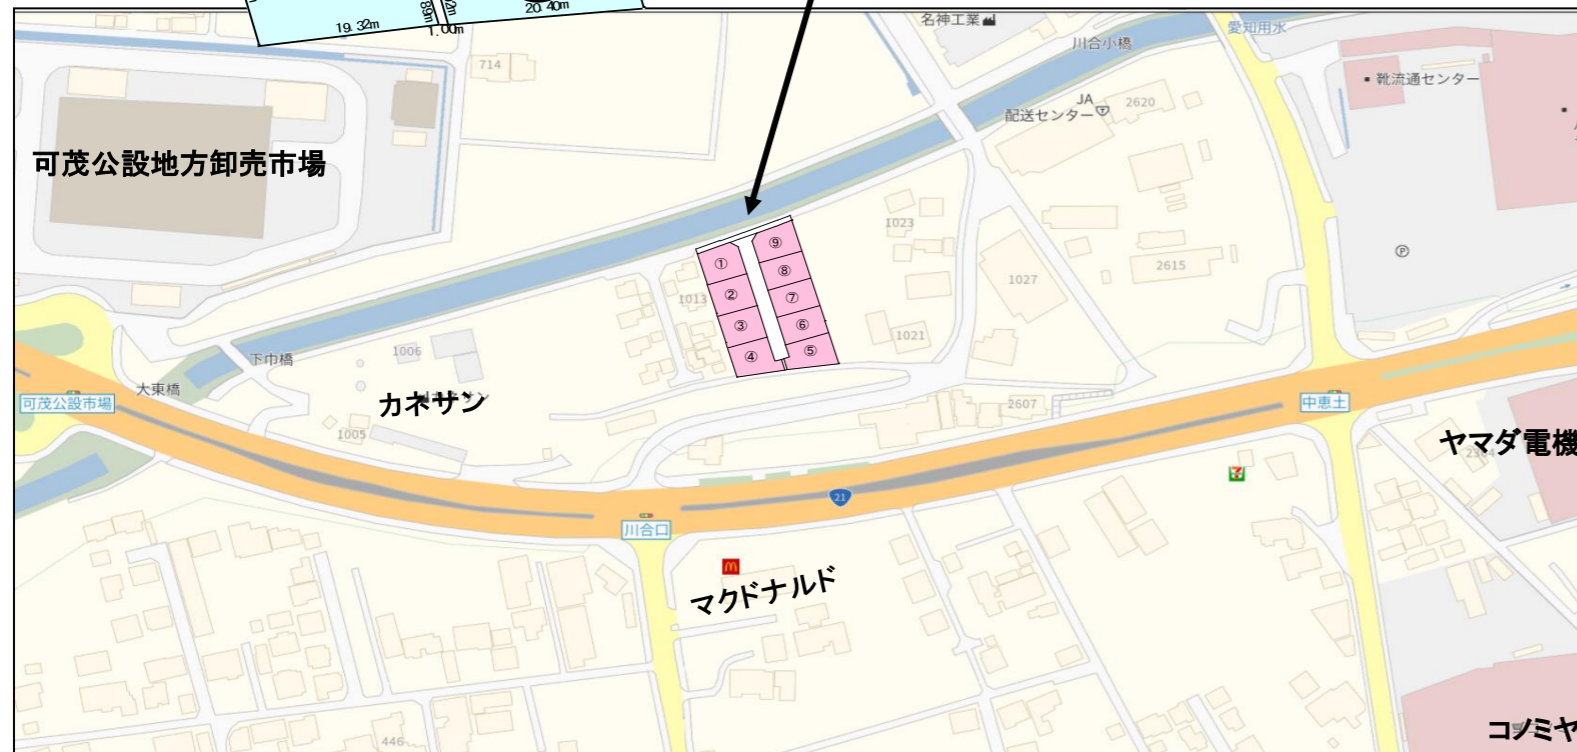 19.32m
1.00m
20.40m
名神工業
愛知用水
川合小橋
靴流通センター
714
JA
配送センター
2620
可茂公設地方卸売市場
1023
⑨
①
⑧
2615
1027
②
⑦
1013
③
⑥
1021
④
⑤
下巾橋
1006
大東橋
可茂公設市場
カネサン
2607
中恵土
1005
ヤマダ電機
21
川合口
マクドナルド
446
コノミヤ